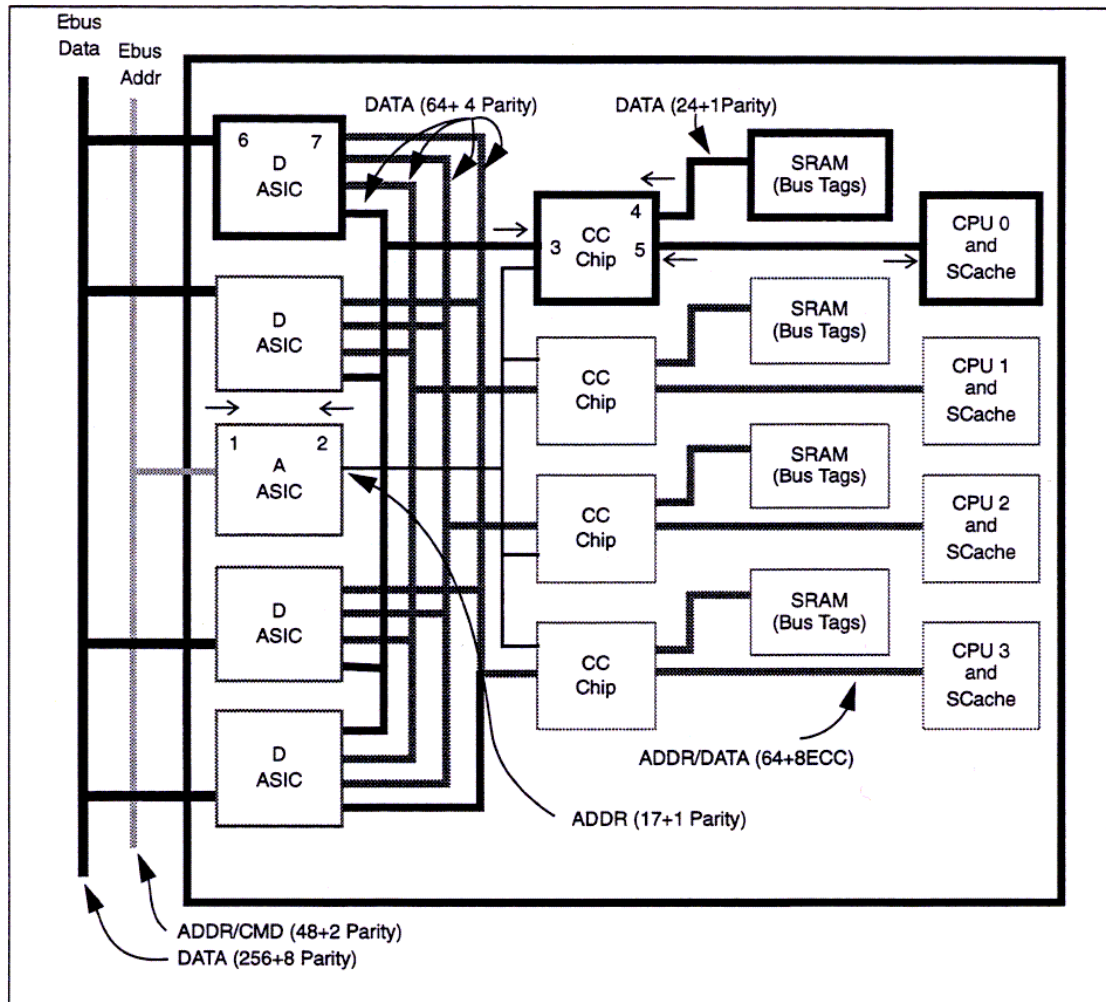 Ebus
Data
Ebus
Addr
DATA (64+ 4 Parity)
DATA (24+1Parity)
6 7
D
ASIC
SRAM
(Bus Tags)
4
CC
Chip
3 5
CPU 0
and
SCache
D
ASIC
SRAM
(Bus Tags)
CC
Chip
CPU 1
and
SCache
1 2
A
ASIC
SRAM
(Bus Tags)
CC
Chip
CPU 2
and
SCache
D
ASIC
SRAM
(Bus Tags)
CC
Chip
CPU 3
and
SCache
D
ASIC
ADDR/DATA (64+8ECC)
ADDR (17+1 Parity)
ADDR/CMD (48+2 Parity)
DATA (256+8 Parity)